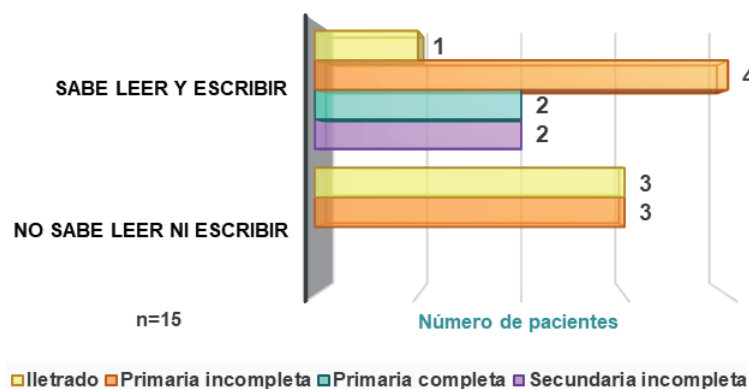 1
SABE LEER Y ESCRIBIR
4
2
2
3
NO SABE LEER NI ESCRIBIR
3
n=15
Número de pacientes
Iletrado Primaria incompleta Primaria completa Secundaria incompleta